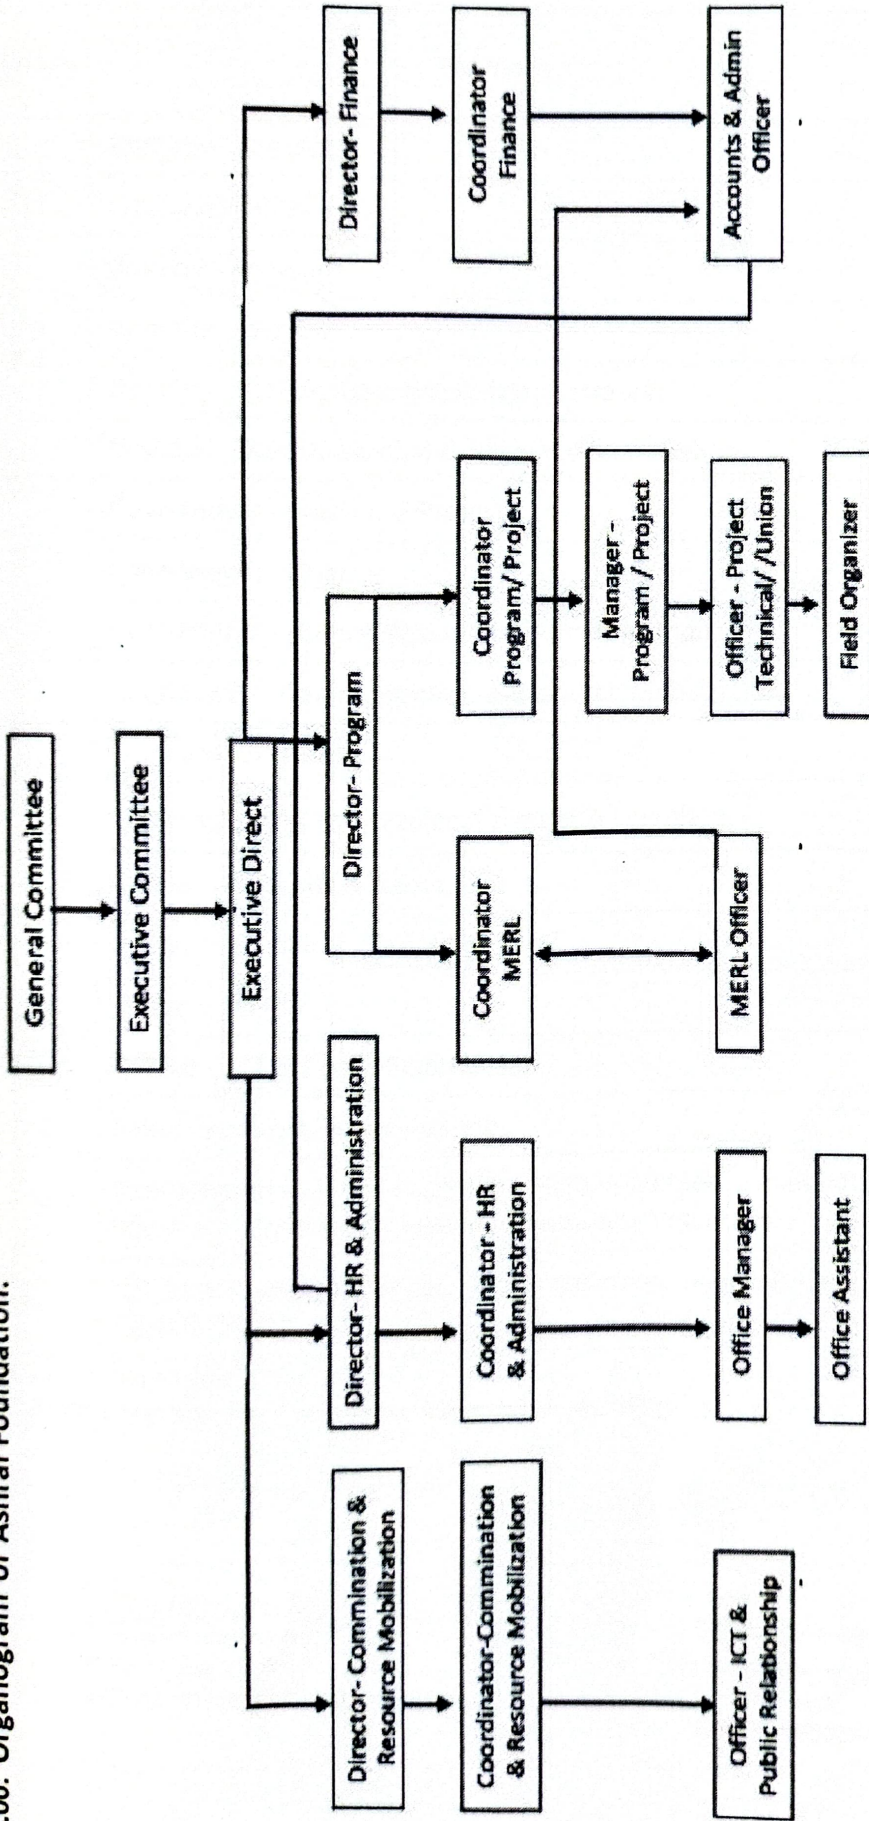 Organogram of Ashraf Foundation.
General Committee
Executive Committee
Executive Direct
Director- Commination &
Resource Mobilization
Director- HR & Administration
Director- Program
Director- Finance
Coordinator-Commination
& Resource Mobilization
Coordinator - HR
& Administration
Coordinator
MERL
Coordinator
Program/ Project
Coordinator
Finance
Manager -
Program / Project
Officer - ICT &
Public Relationship
Office Manager
MERL Officer
Officer - Project
Technical/ /Union
Accounts & Admin
Officer
Office Assistant
Field Organizer